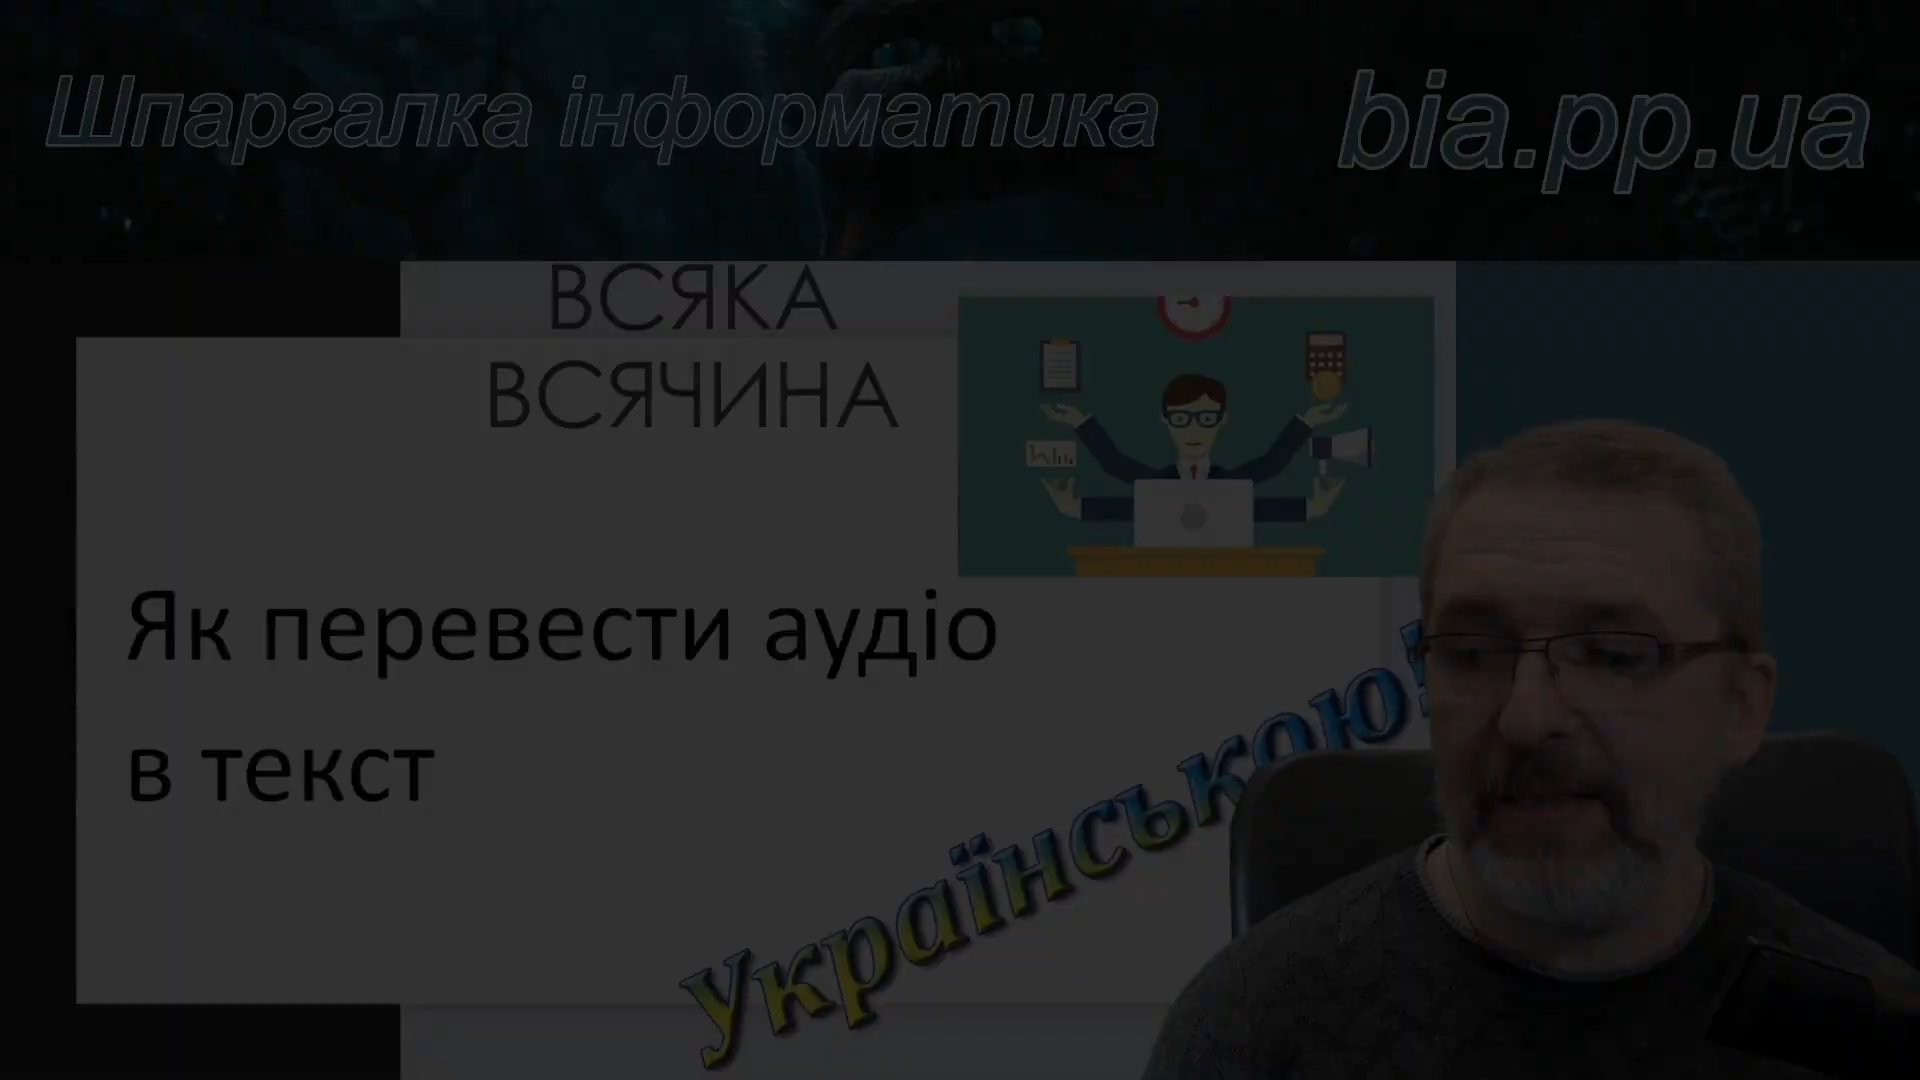 Шпаргалка інформатика
bia.pp.ua
ВСЯКА
ВСЯЧИНА
Як перевести аудіо
в текст
Українською!